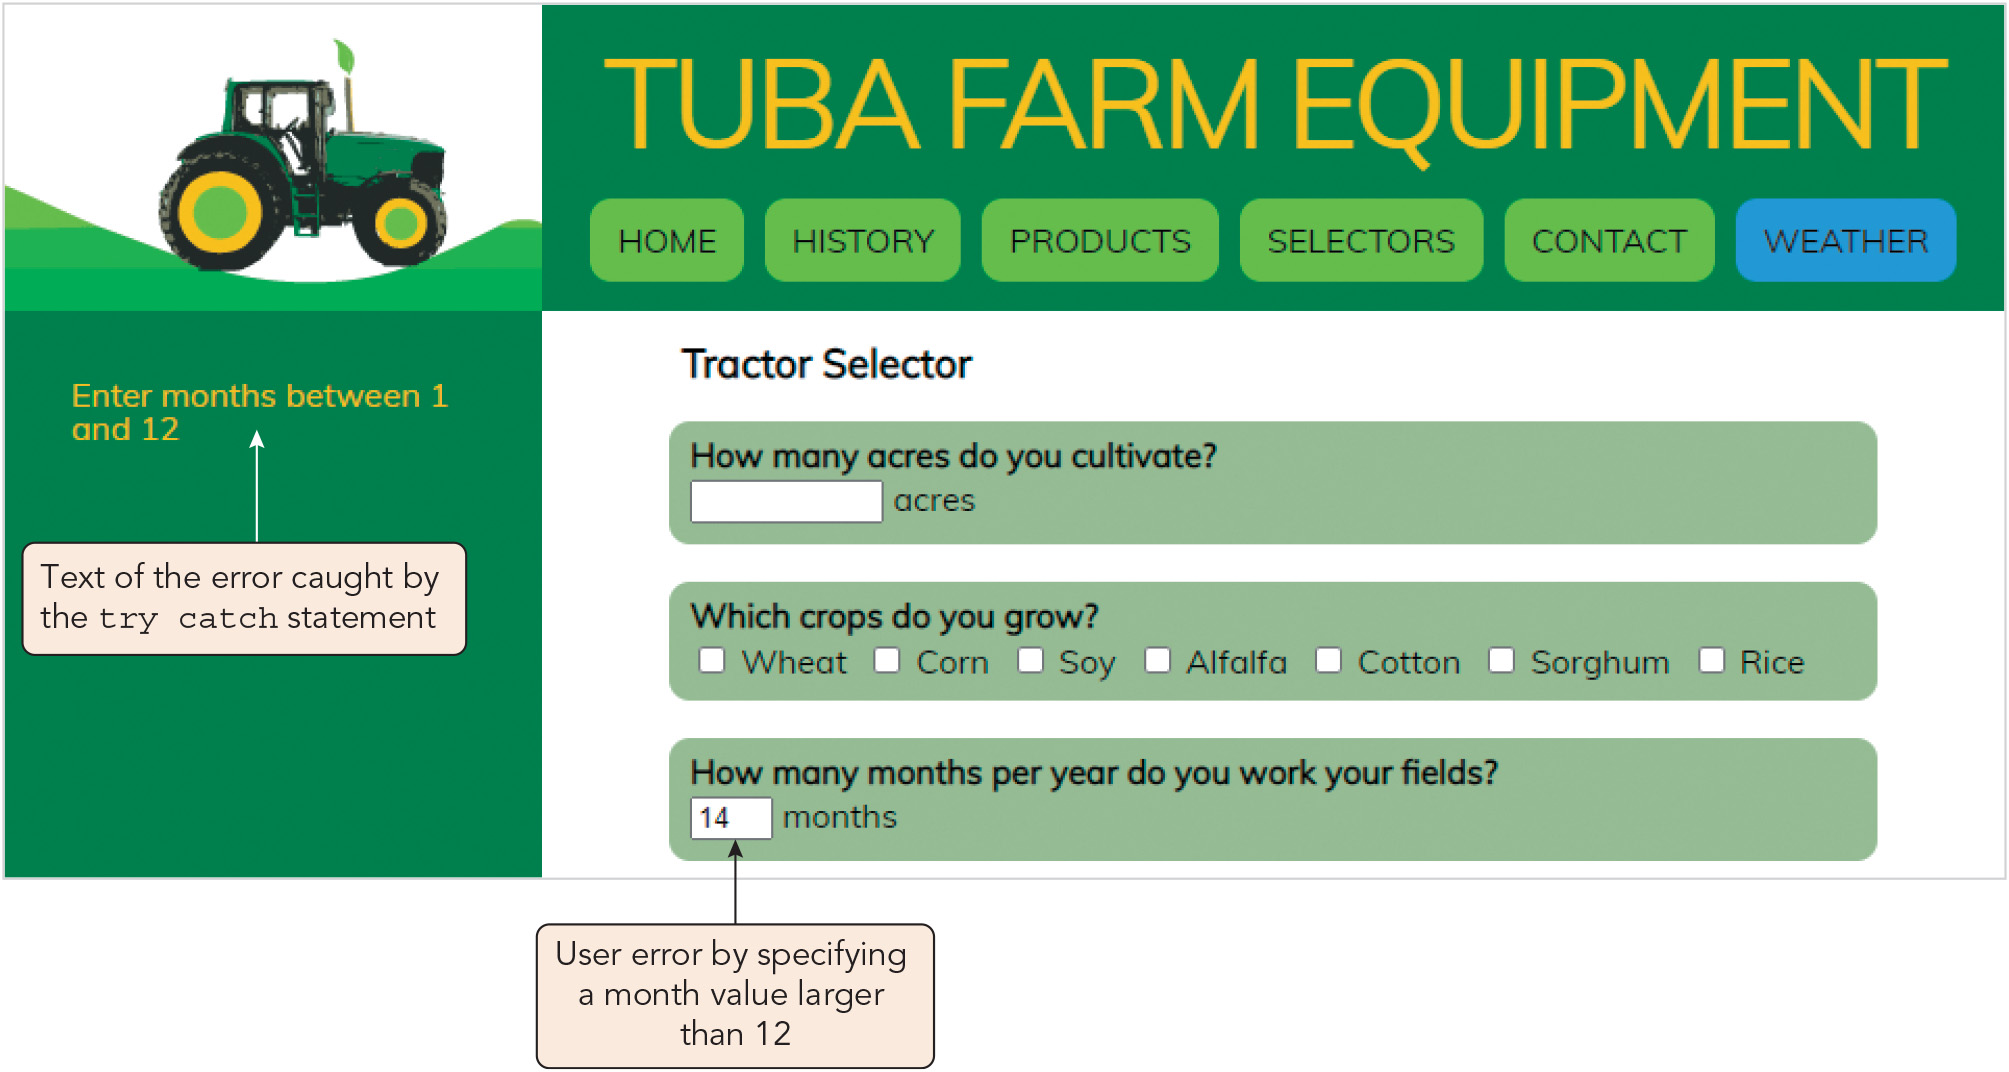 TUBA FARM EQUIPMENT
HOME HISTORY PRODUCTS SELECTORS CONTACT WEATHER
Enter months between 1
and 12
Text of the error caught by
the try catch statement
Tractor Selector
How many acres do you cultivate?
acres
Which crops do you grow?
Wheat Corn Soy Alfalfa Cotton Sorghum Rice
How many months per year do you work your fields?
14 months
User error by specifying
a month value larger
than 12